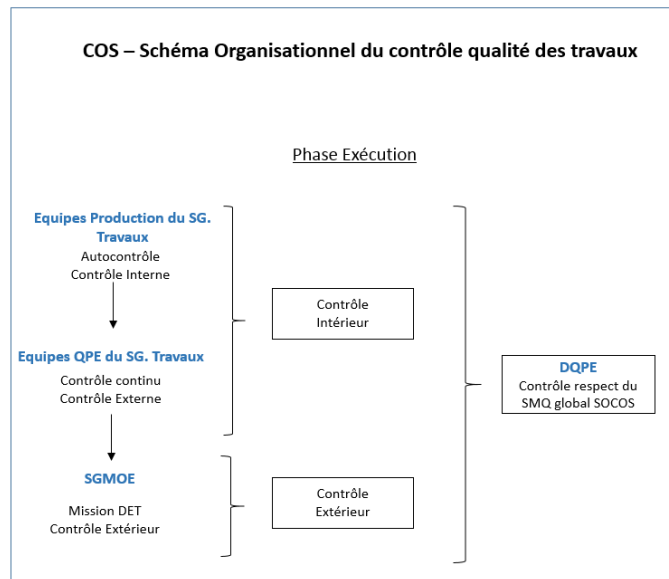 COS – Schéma Organisationnel du contrôle qualité des travaux
Phase Exécution
Equipes Production du SG.
Travaux
Autocontrôle
Contrôle Interne
Contrôle
Intérieur
Equipes QPE du SG. Travaux
Contrôle continu
Contrôle Externe
DQPE
Contrôle respect du
SMQ global SOCOS
SGMOE
Mission DET
Contrôle Extérieur
Contrôle
Extérieur